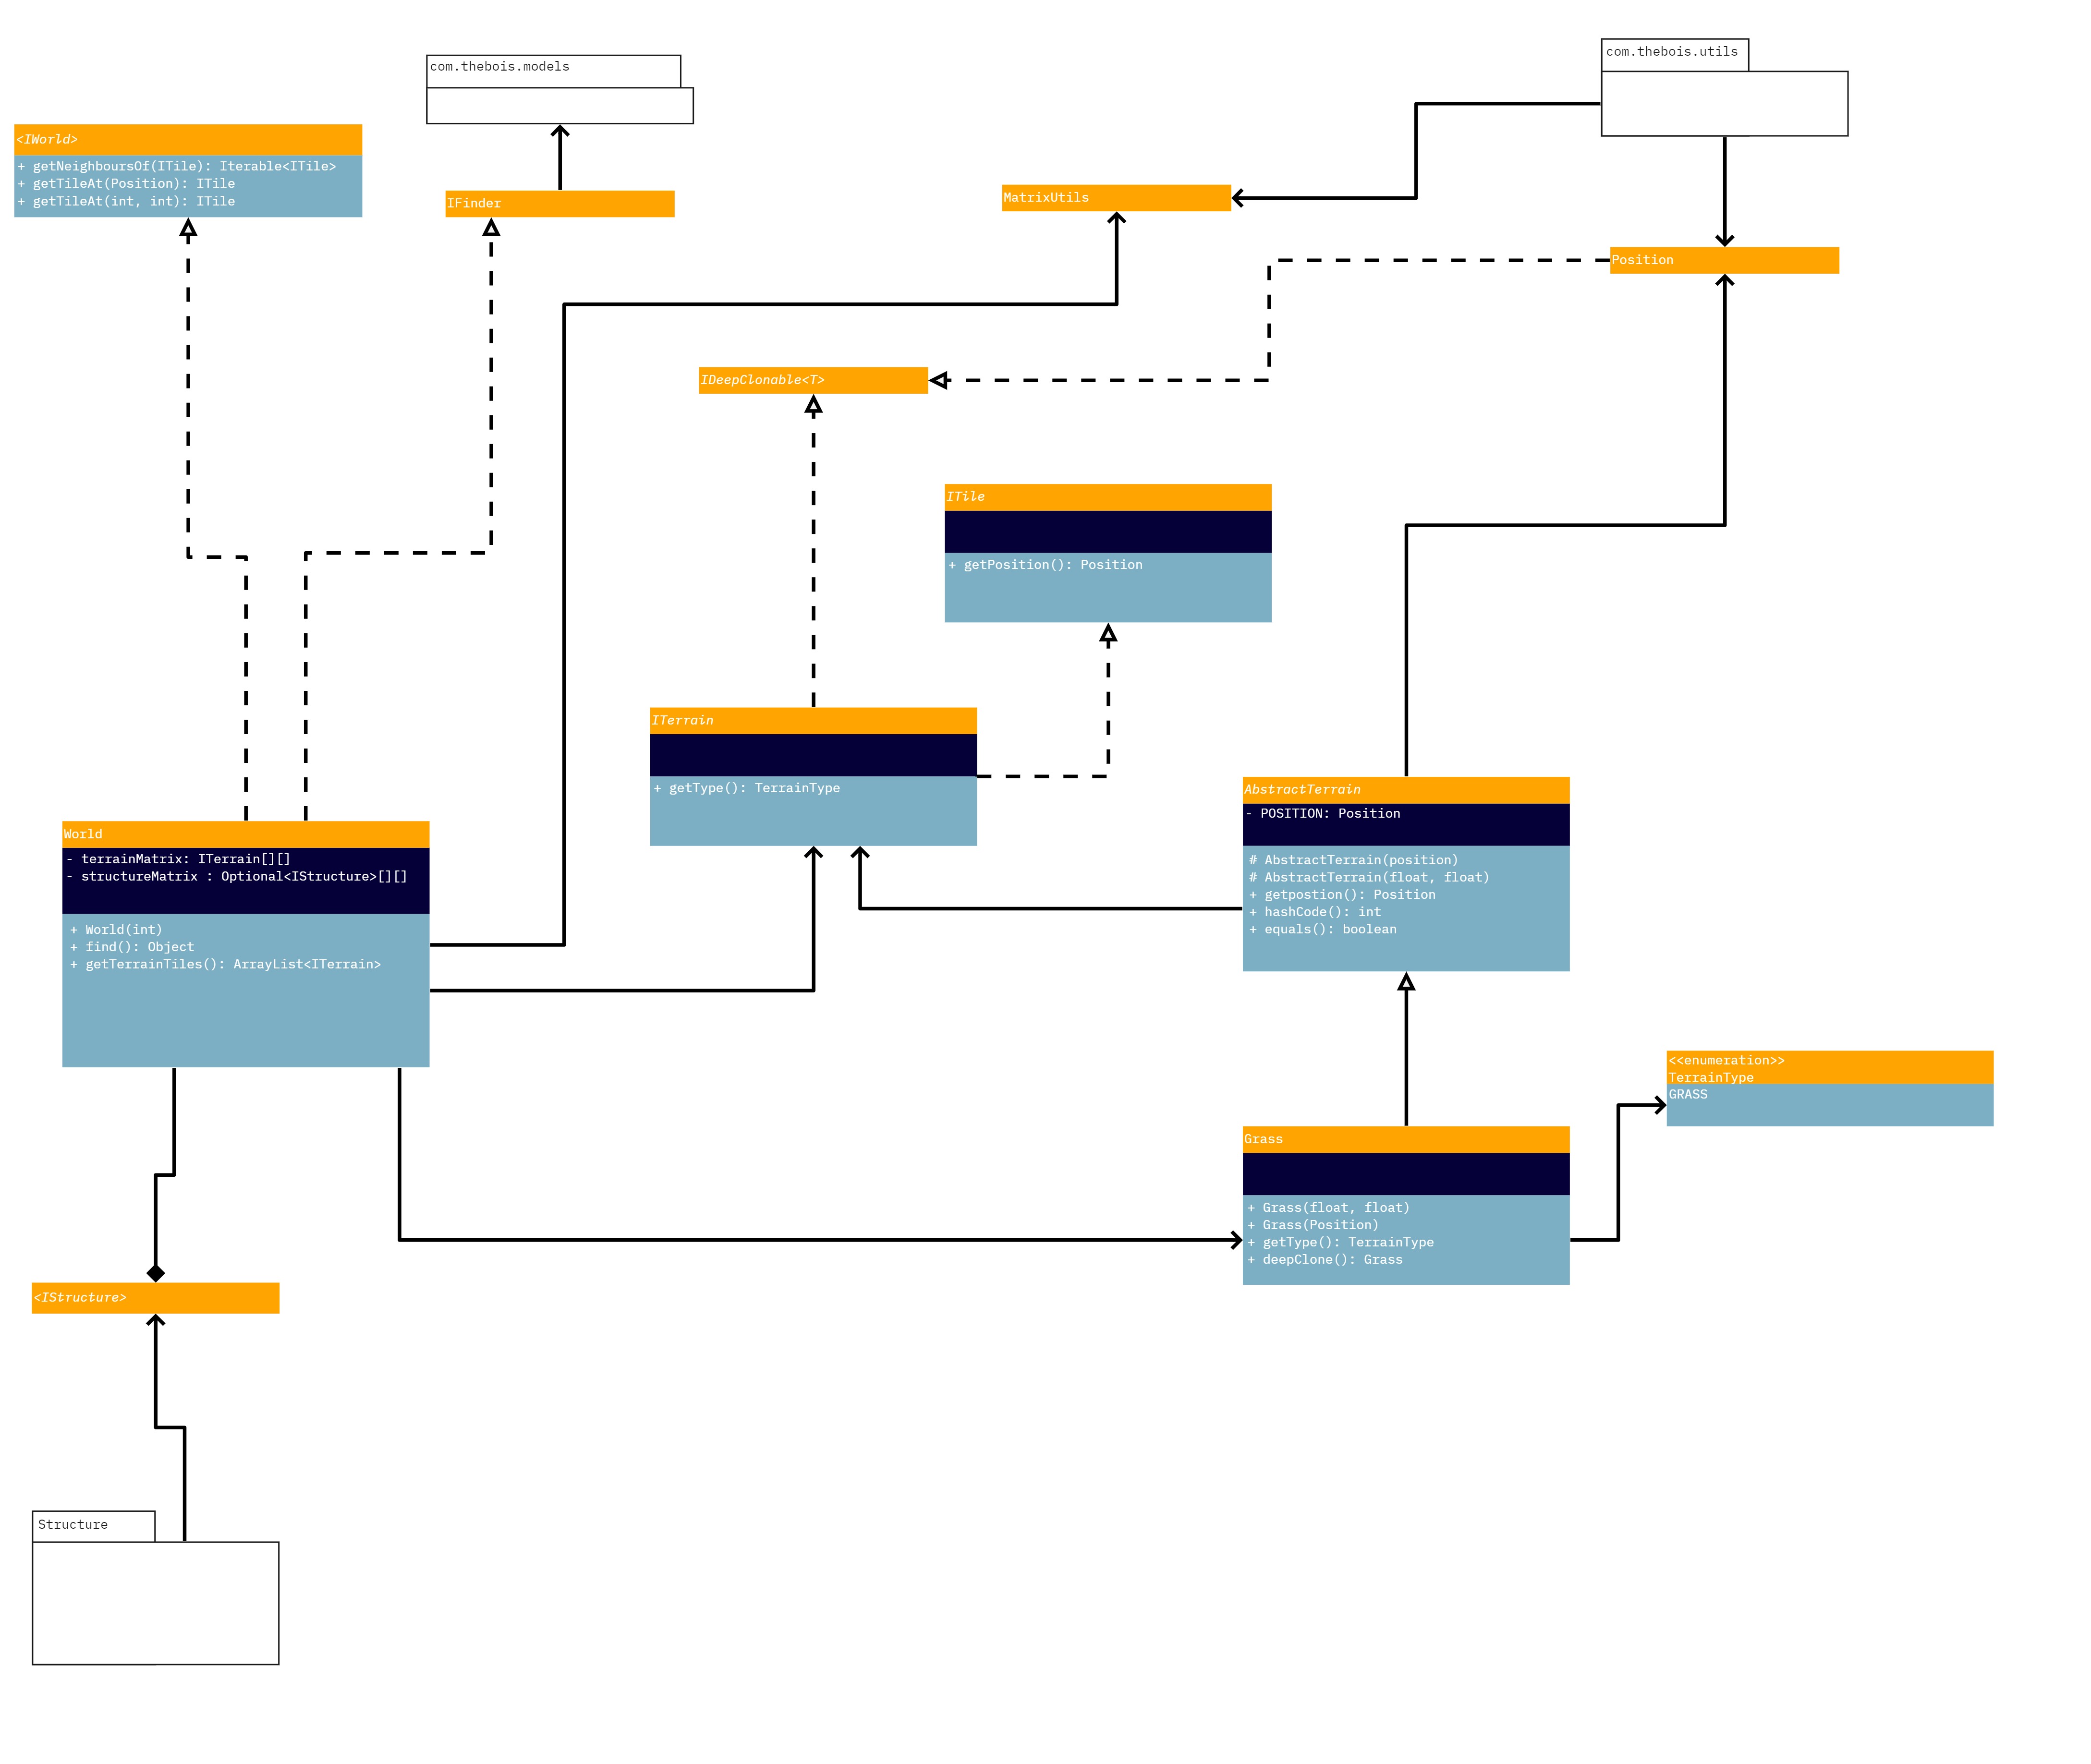 com.thebois.models
com.thebois.utils
<IWorld>
+ getNeighboursOf(ITile): Iterable<ITile>
+ getTileAt(Position): ITile
+ getTileAt(int, int): ITile
IFinder
MatrixUtils
Position
IDeepClonable<T>
ITile
+ getPosition(): Position
ITerrain
+ getType(): TerrainType
AbstractTerrain
- POSITION: Position
# AbstractTerrain(position)
# AbstractTerrain(float, float)
+ getpostion(): Position
+ hashCode(): int
+ equals(): boolean
World
- terrainMatrix: ITerrain[][]
- structureMatrix : Optional<IStructure>[][]
+ World(int)
+ find(): Object
+ getTerrainTiles(): ArrayList<ITerrain>
<<enumeration>>
TerrainType
GRASS
Grass
+ Grass(float, float)
+ Grass(Position)
+ getType(): TerrainType
+ deepClone(): Grass
<IStructure>
Structure